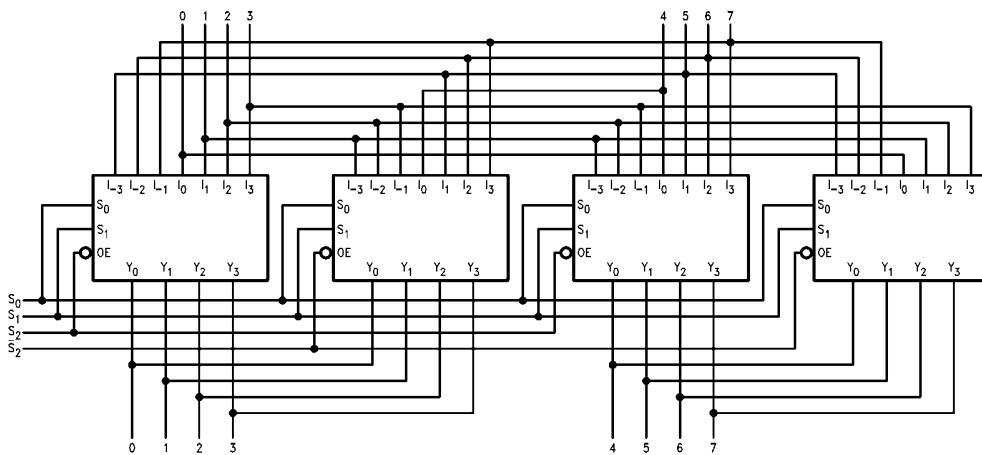 0 1 2 3 4 5 6 7
I-3 I-2 I-1 I0 I1 I2 I3 I-3 I-2 I-1 I0 I1 I2 I3 I-3 I-2 I-1 I0 I1 I2 I3 I-3 I-2 I-1 I0 I1 I2 I3
S0 S0 S0 S0
S1 S1 S1 S1
OE OE OE OE
Y0 Y1 Y2 Y3 Y0 Y1 Y2 Y3 Y0 Y1 Y2 Y3 Y0 Y1 Y2 Y3
S0
S1
S2
S̅2
0 1 2 3 4 5 6 7